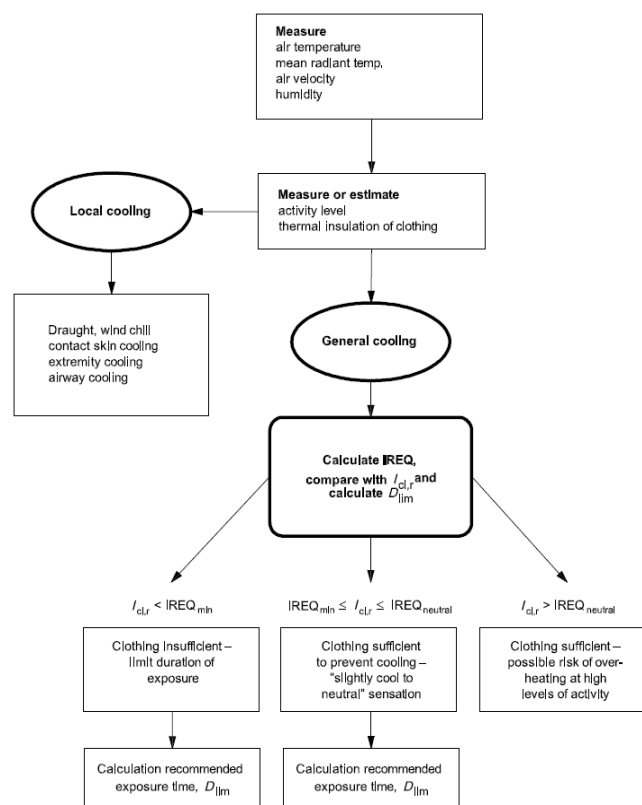 Measure
air temperature
mean radiant temp.
air velocity
humidity
Measure or estimate
activity level
thermal insulation of clothing
Local cooling
Draught, wind chill
contact skin cooling
extremity cooling
airway cooling
General cooling
Calculate IREQ,
compare with Icl,r and
calculate Dlim
Icl,r < IREQmin
IREQmin ≤ Icl,r ≤ IREQneutral
Icl,r > IREQneutral
Clothing insufficient –
limit duration of
exposure
Clothing sufficient
to prevent cooling –
"slightly cool to
neutral" sensation
Clothing sufficient –
possible risk of over-
heating at high
levels of activity
Calculation recommended
exposure time, Dlim
Calculation recommended
exposure time, Dlim